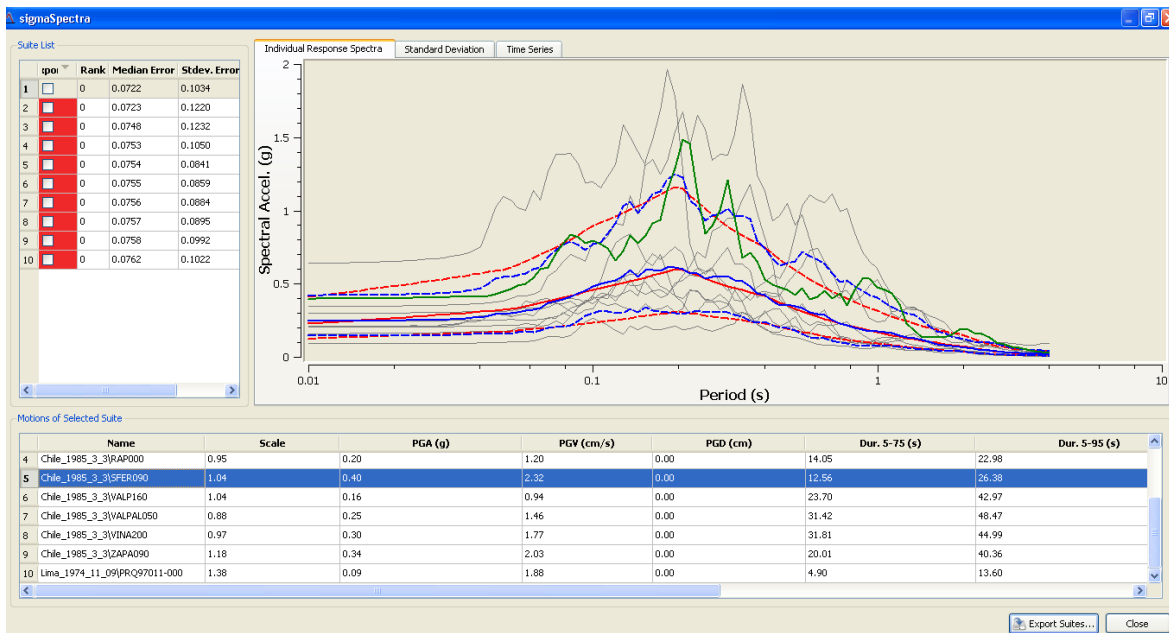 sigmaSpectra
Suite List
xpoi Rank Median Error Stdev. Error
1 0 0.0722 0.1034
2 0 0.0723 0.1220
3 0 0.0748 0.1232
4 0 0.0753 0.1050
5 0 0.0754 0.0841
6 0 0.0755 0.0859
7 0 0.0756 0.0884
8 0 0.0757 0.0895
9 0 0.0758 0.0992
10 0 0.0762 0.1022
Individual Response Spectra Standard Deviation Time Series
Spectral Accel. (g)
2
1.5
1
0.5
0
0.01 0.1 1 10
Period (s)
Motions of Selected Suite
Name Scale PGA (g) PGV (cm/s) PGD (cm) Dur. 5-75 (s) Dur. 5-95 (s)
4 Chile_1985_3_3\RAP000 0.95 0.20 1.20 0.00 14.05 22.98
5 Chile_1985_3_3\SFER090 1.04 0.40 2.32 0.00 12.56 26.38
6 Chile_1985_3_3\VALP160 1.04 0.16 0.94 0.00 23.70 42.97
7 Chile_1985_3_3\VALPAL050 0.88 0.25 1.46 0.00 31.42 48.47
8 Chile_1985_3_3\VINA200 0.97 0.30 1.77 0.00 31.81 44.99
9 Chile_1985_3_3\ZAPA090 1.18 0.34 2.03 0.00 20.01 40.36
10 Lima_1974_11_09\PRQ97011-000 1.38 0.09 1.88 0.00 4.90 13.60
Export Suites... Close